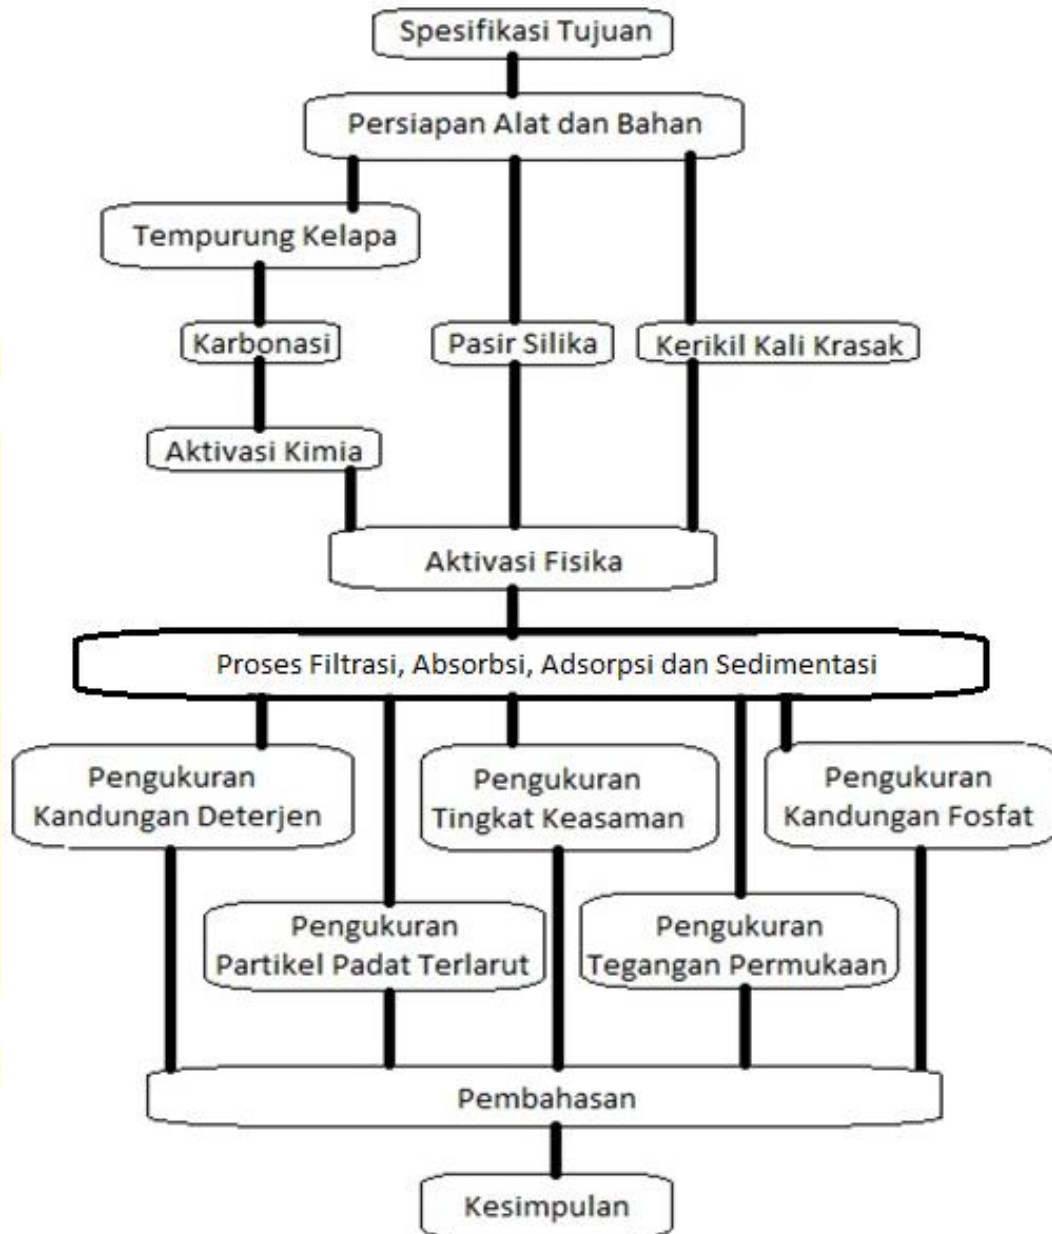 Spesifikasi Tujuan
Persiapan Alat dan Bahan
Tempurung Kelapa
Karbonasi
Pasir Silika
Kerikil Kali Krasak
Aktivasi Kimia
Aktivasi Fisika
Proses Filtrasi, Absorbsi, Adsorpsi dan Sedimentasi
Pengukuran
Kandungan Deterjen
Pengukuran
Tingkat Keasaman
Pengukuran
Kandungan Fosfat
Pengukuran
Partikel Padat Terlarut
Pengukuran
Tegangan Permukaan
Pembahasan
Kesimpulan